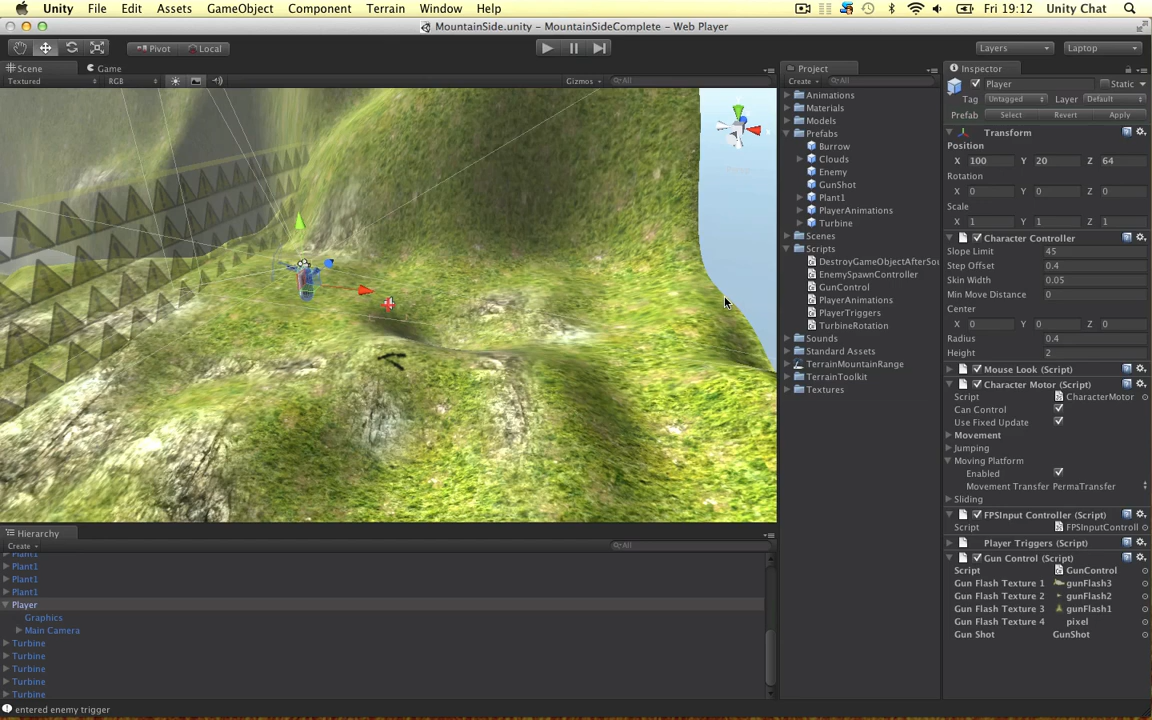 Unity File Edit Assets GameObject Component Terrain Window Help Fri 19:12 Unity Chat
MountainSide.unity – MountainSideComplete – Web Player
Pivot Local Layers Laptop
Scene Game
Textured RGB Gizmos All
Project
Create All
Animations
Materials
Models
Prefabs
Burrow
Clouds
Enemy
GunShot
Plant1
PlayerAnimations
Turbine
Scenes
Scripts
DestroyGameObjectAfterSou
EnemySpawnController
GunControl
PlayerAnimations
PlayerTriggers
TurbineRotation
Sounds
Standard Assets
TerrainMountainRange
TerrainToolkit
Textures
Inspector
Player Static
Tag Untagged Layer Default
Prefab Select Revert Apply
Transform
Position
X 100 Y 20 Z 64
Rotation
X 0 Y 0 Z 0
Scale
X 1 Y 1 Z 1
Character Controller
Slope Limit 45
Step Offset 0.4
Skin Width 0.05
Min Move Distance 0
Center
X 0 Y 0 Z 0
Radius 0.4
Height 2
Mouse Look (Script)
Character Motor (Script)
Script CharacterMotor
Can Control
Use Fixed Update
Movement
Jumping
Moving Platform
Enabled
Movement Transfer PermaTransfer
Sliding
FPSInput Controller (Script)
Script FPSInputControll
Player Triggers (Script)
Gun Control (Script)
Script GunControl
Gun Flash Texture 1 gunFlash3
Gun Flash Texture 2 gunFlash2
Gun Flash Texture 3 gunFlash1
Gun Flash Texture 4 pixel
Gun Shot GunShot
Hierarchy
Create All
Plant1
Plant1
Plant1
Plant1
Player
Graphics
Main Camera
Turbine
Turbine
Turbine
Turbine
Turbine
entered enemy trigger